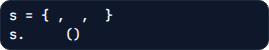 s = { ,  ,  }
s.     ()